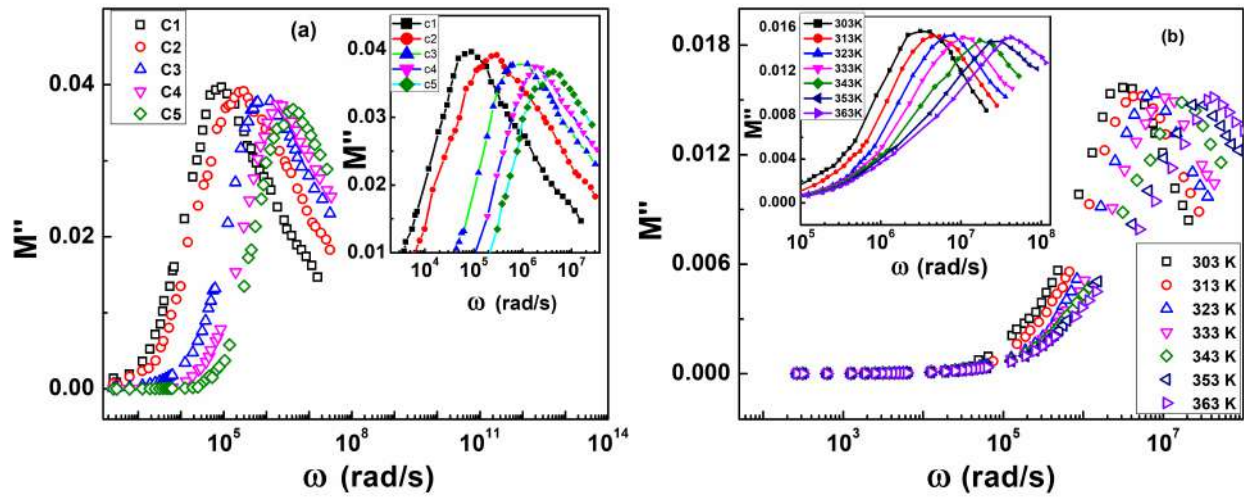 (a)
C1
C2
C3
C4
C5
0.04
0.02
0.00
M"
10^5
10^8
10^11
10^14
ω (rad/s)
c1
c2
c3
c4
c5
0.04
0.03
0.02
0.01
M"
10^4
10^5
10^6
10^7
ω (rad/s)
(b)
0.018
0.012
0.006
0.000
M"
10^3
10^4
10^5
10^6
10^7
ω (rad/s)
303 K
313 K
323 K
333 K
343 K
353 K
363 K
303K
313K
323K
333K
343K
353K
363K
0.016
0.012
0.008
0.004
0.000
M"
10^5
10^6
10^7
10^8
ω (rad/s)